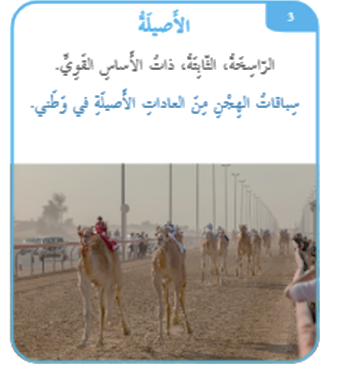 3
الأَصيلَةُ
الرّاسِخَةُ، الثّابِتَةُ، ذاتُ الأَساسِ القَوِيِّ.
سِباقاتُ الهِجْنِ مِنَ العاداتِ الأَصيلَةِ في وَطَني.